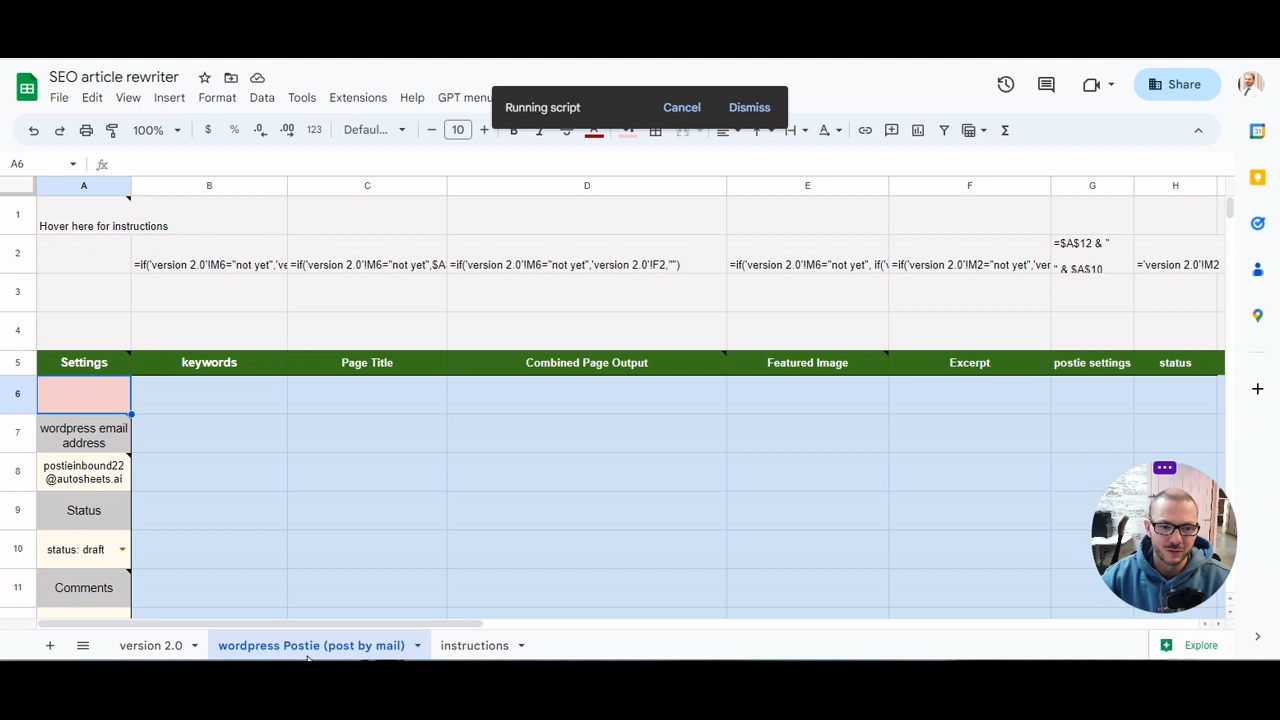 SEO article rewriter
File Edit View Insert Format Data Tools Extensions Help GPT menu
Running script Cancel Dismiss
Share
100% $ % .0 .00 123 Defaul... 10
A6 fx
A B C D E F G H
1 Hover here for instructions
2 =if('version 2.0'!M6="not yet",'ve =if('version 2.0'!M6="not yet",$A =if('version 2.0'!M6="not yet",'version 2.0'!F2,"") =if('version 2.0'!M6="not yet", if('v =if('version 2.0'!M2="not yet",'ver =$A$12 & "
" & $A$10 ='version 2.0'!M2
3
4
5 Settings keywords Page Title Combined Page Output Featured Image Excerpt postie settings status
6
7 wordpress email
address
8 postieinbound22
@autosheets.ai
9 Status
10 status: draft
11 Comments
version 2.0 wordpress Postie (post by mail) instructions Explore